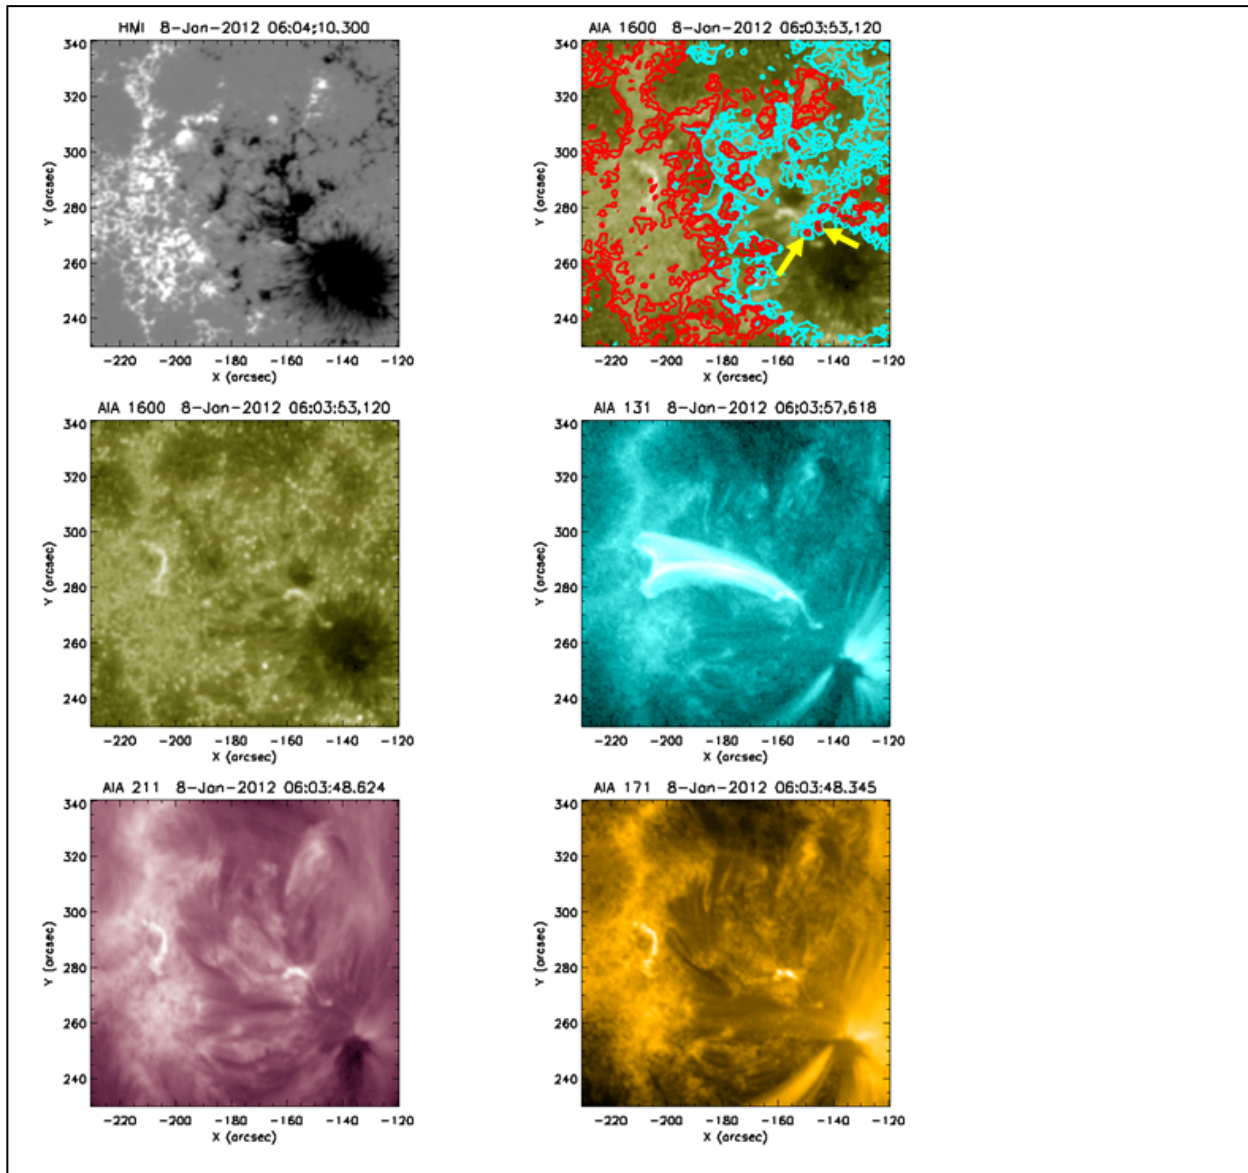 HMI 8-Jan-2012 06:04:10.300
AIA 1600 8-Jan-2012 06:03:53.120
340
320
300
280
260
240
Y (arcsec)
-220 -200 -180 -160 -140 -120
X (arcsec)
340
320
300
280
260
240
Y (arcsec)
-220 -200 -180 -160 -140 -120
X (arcsec)
AIA 1600 8-Jan-2012 06:03:53.120
AIA 131 8-Jan-2012 06:03:57.618
340
320
300
280
260
240
Y (arcsec)
-220 -200 -180 -160 -140 -120
X (arcsec)
340
320
300
280
260
240
Y (arcsec)
-220 -200 -180 -160 -140 -120
X (arcsec)
AIA 211 8-Jan-2012 06:03:48.624
AIA 171 8-Jan-2012 06:03:48.345
340
320
300
280
260
240
Y (arcsec)
-220 -200 -180 -160 -140 -120
X (arcsec)
340
320
300
280
260
240
Y (arcsec)
-220 -200 -180 -160 -140 -120
X (arcsec)